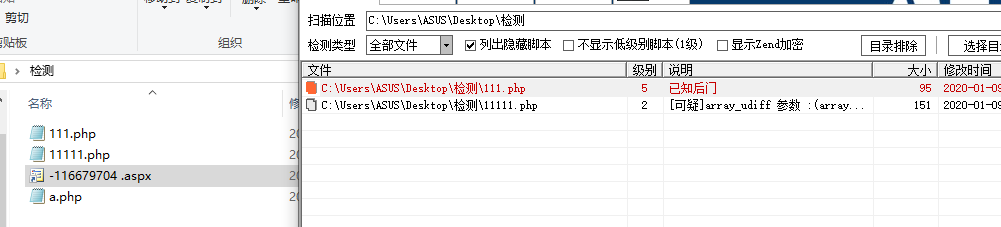 剪切
贴板
组织
检测
名称
111.php
11111.php
-116679704 .aspx
a.php
扫描位置 C:\Users\ASUS\Desktop\检测
检测类型 全部文件 列出隐藏脚本 不显示低级别脚本(1级) 显示Zend加密 目录排除 选择目
文件 级别 说明 大小 修改时间
C:\Users\ASUS\Desktop\检测\111.php 5 已知后门 95 2020-01-09
C:\Users\ASUS\Desktop\检测\11111.php 2 [可疑]array_udiff 参数 :(array... 151 2020-01-09